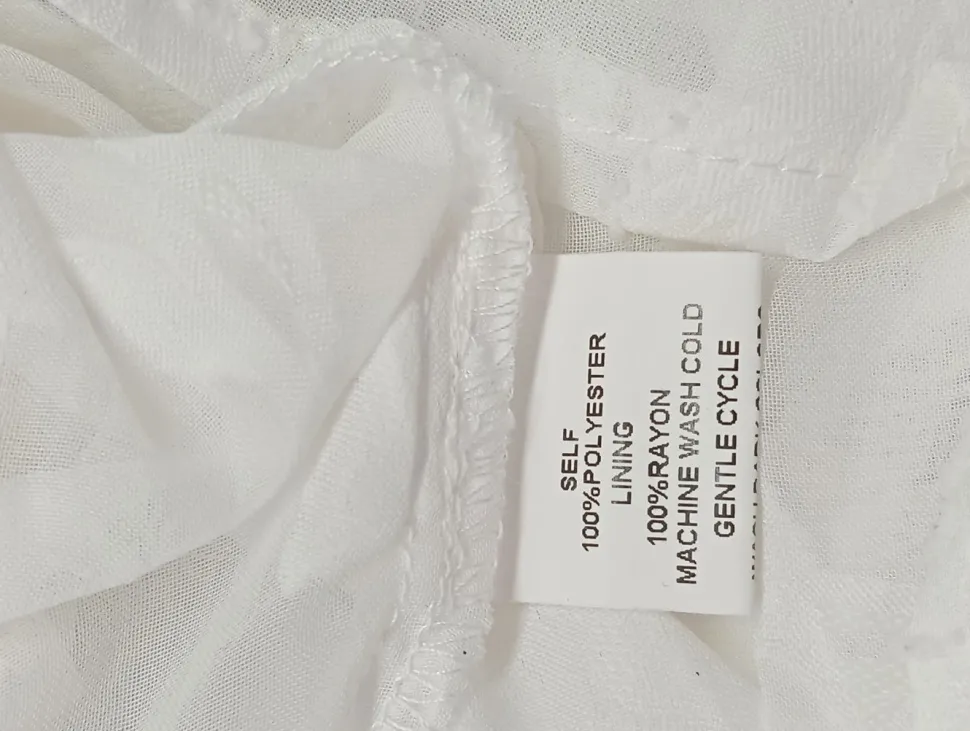 SELF
100%POLYESTER
LINING
100%RAYON
MACHINE WASH COLD
GENTLE CYCLE